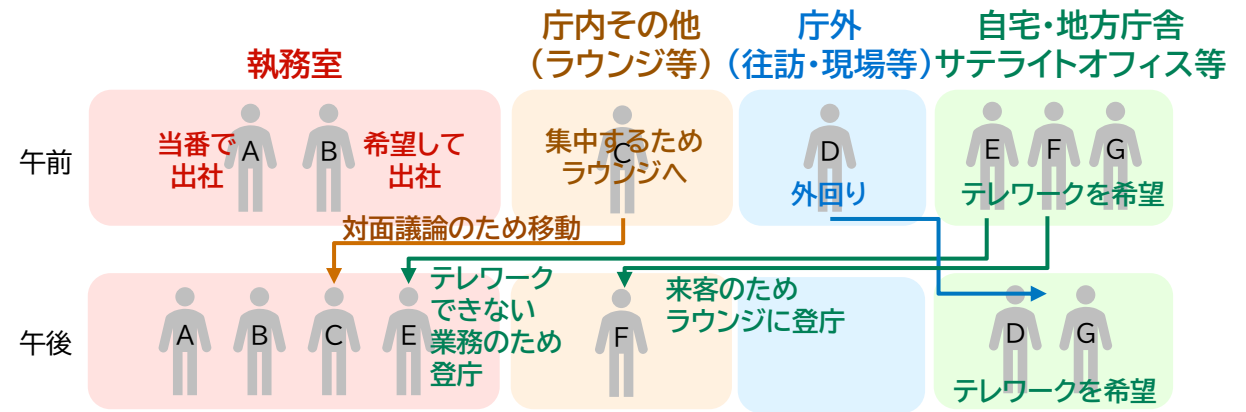 執務室
庁内その他
（ラウンジ等）
庁外
（往訪・現場等）
自宅・地方庁舎
サテライトオフィス等
午前
当番で
出社
A
B
希望して
出社
集中するため
C
ラウンジへ
D
外回り
E
F
G
テレワークを希望
対面議論のため移動
午後
A
B
C
E
テレワーク
できない
業務のため
登庁
F
来客のため
ラウンジに登庁
D
G
テレワークを希望